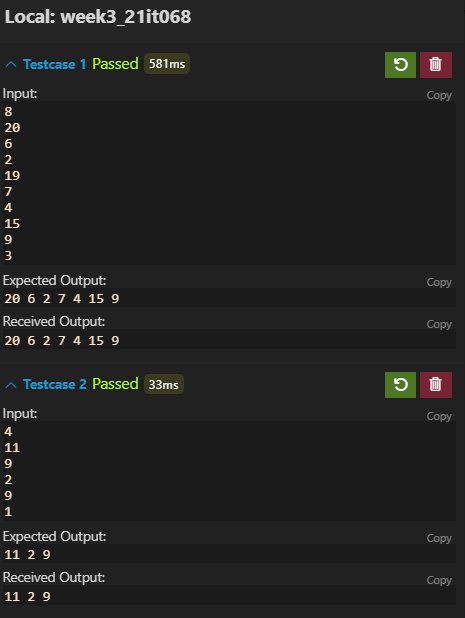 Local: week3_21it068
Testcase 1 Passed 581ms
Input:
Copy
8
20
6
2
19
7
4
15
9
3
Expected Output:
Copy
20 6 2 7 4 15 9
Received Output:
Copy
20 6 2 7 4 15 9
Testcase 2 Passed 33ms
Input:
Copy
4
11
9
2
9
1
Expected Output:
Copy
11 2 9
Received Output:
Copy
11 2 9